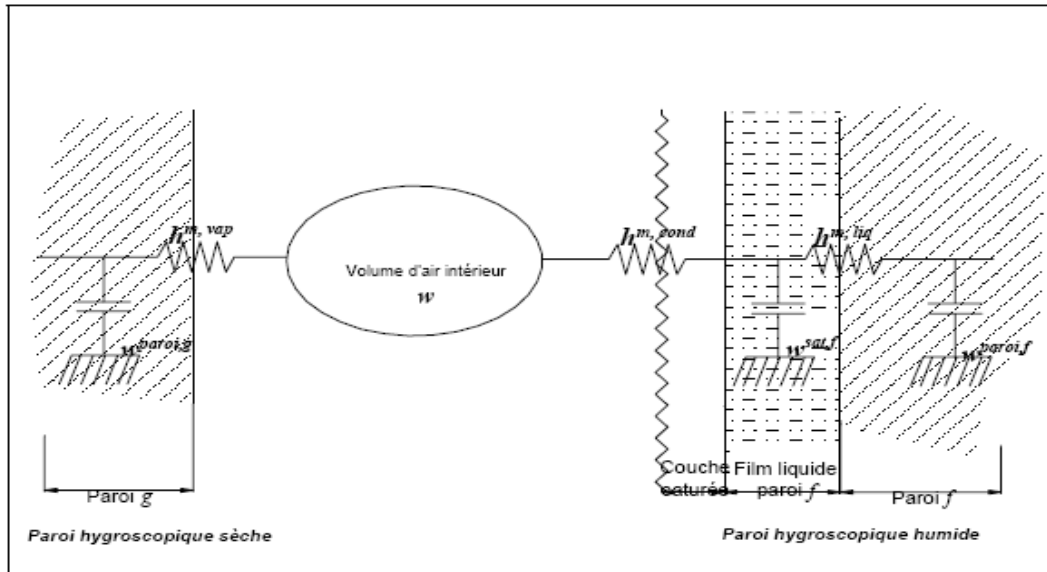 h^m, vap
h^m, cond
h^m, liq
Volume d'air intérieur
w
w^paroi,g
w^sat,f
w^paroi,f
Couche saturée
Film liquide paroi f
Paroi g
Paroi f
Paroi hygroscopique sèche
Paroi hygroscopique humide